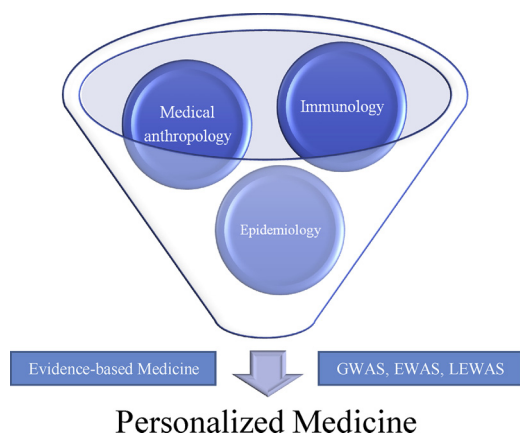 Medical
anthropology
Immunology
Epidemiology
Evidence-based Medicine
GWAS, EWAS, LEWAS
Personalized Medicine